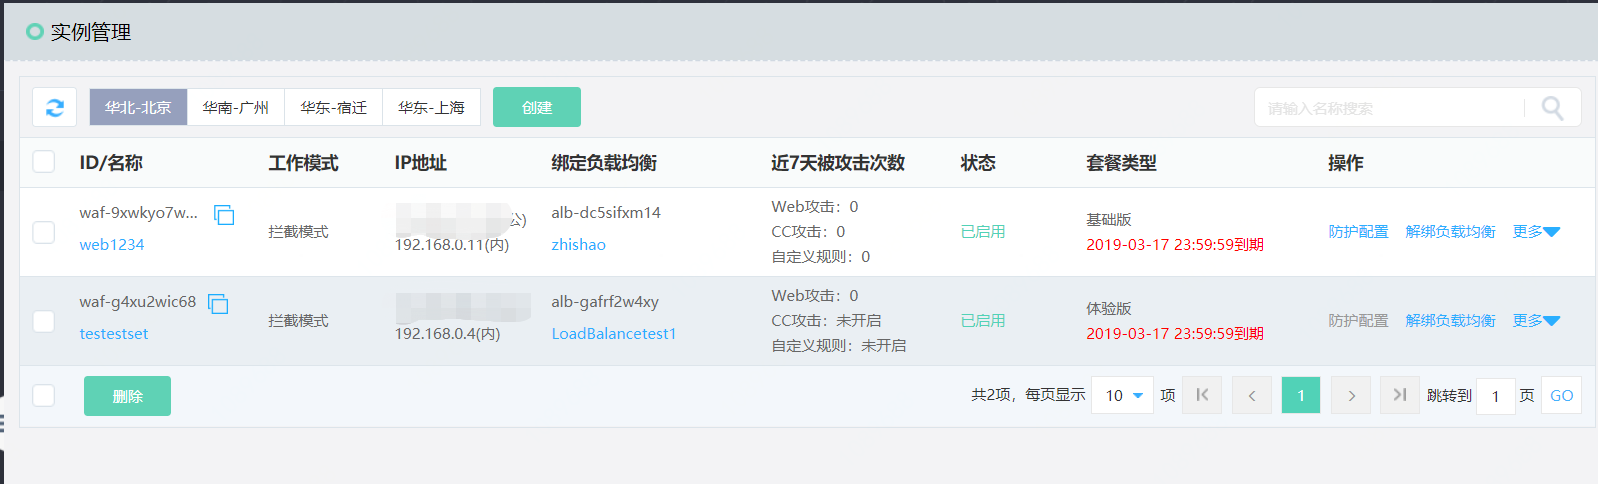 实例管理
华北-北京 华南-广州 华东-宿迁 华东-上海 创建 请输入名称搜索
ID/名称 工作模式 IP地址 绑定负载均衡 近7天被攻击次数 状态 套餐类型 操作
waf-9xwkyo7w...
web1234
拦截模式
公)
192.168.0.11(内)
alb-dc5sifxm14
zhishao
Web攻击：0
CC攻击：0
自定义规则：0
已启用
基础版
2019-03-17 23:59:59到期
防护配置 解绑负载均衡 更多
waf-g4xu2wic68
testestset
拦截模式
192.168.0.4(内)
alb-gafrf2w4xy
LoadBalancetest1
Web攻击：0
CC攻击：未开启
自定义规则：未开启
已启用
体验版
2019-03-17 23:59:59到期
防护配置 解绑负载均衡 更多
删除 共2项，每页显示 10 项 1 跳转到 1 页 GO